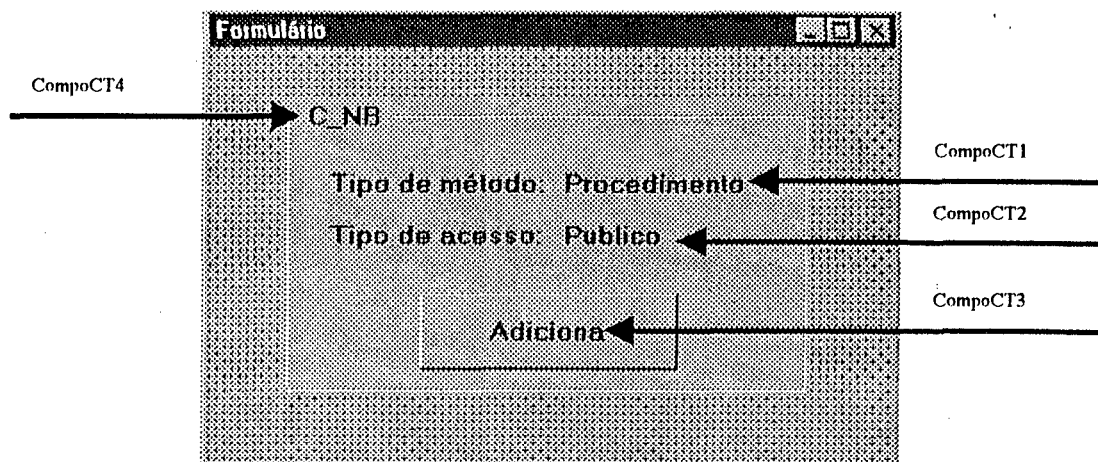 Formulário
CompoCT4
C_NB
CompoCT1
Tipo de método: Procedimento
CompoCT2
Tipo de acesso: Publico
CompoCT3
Adiciona